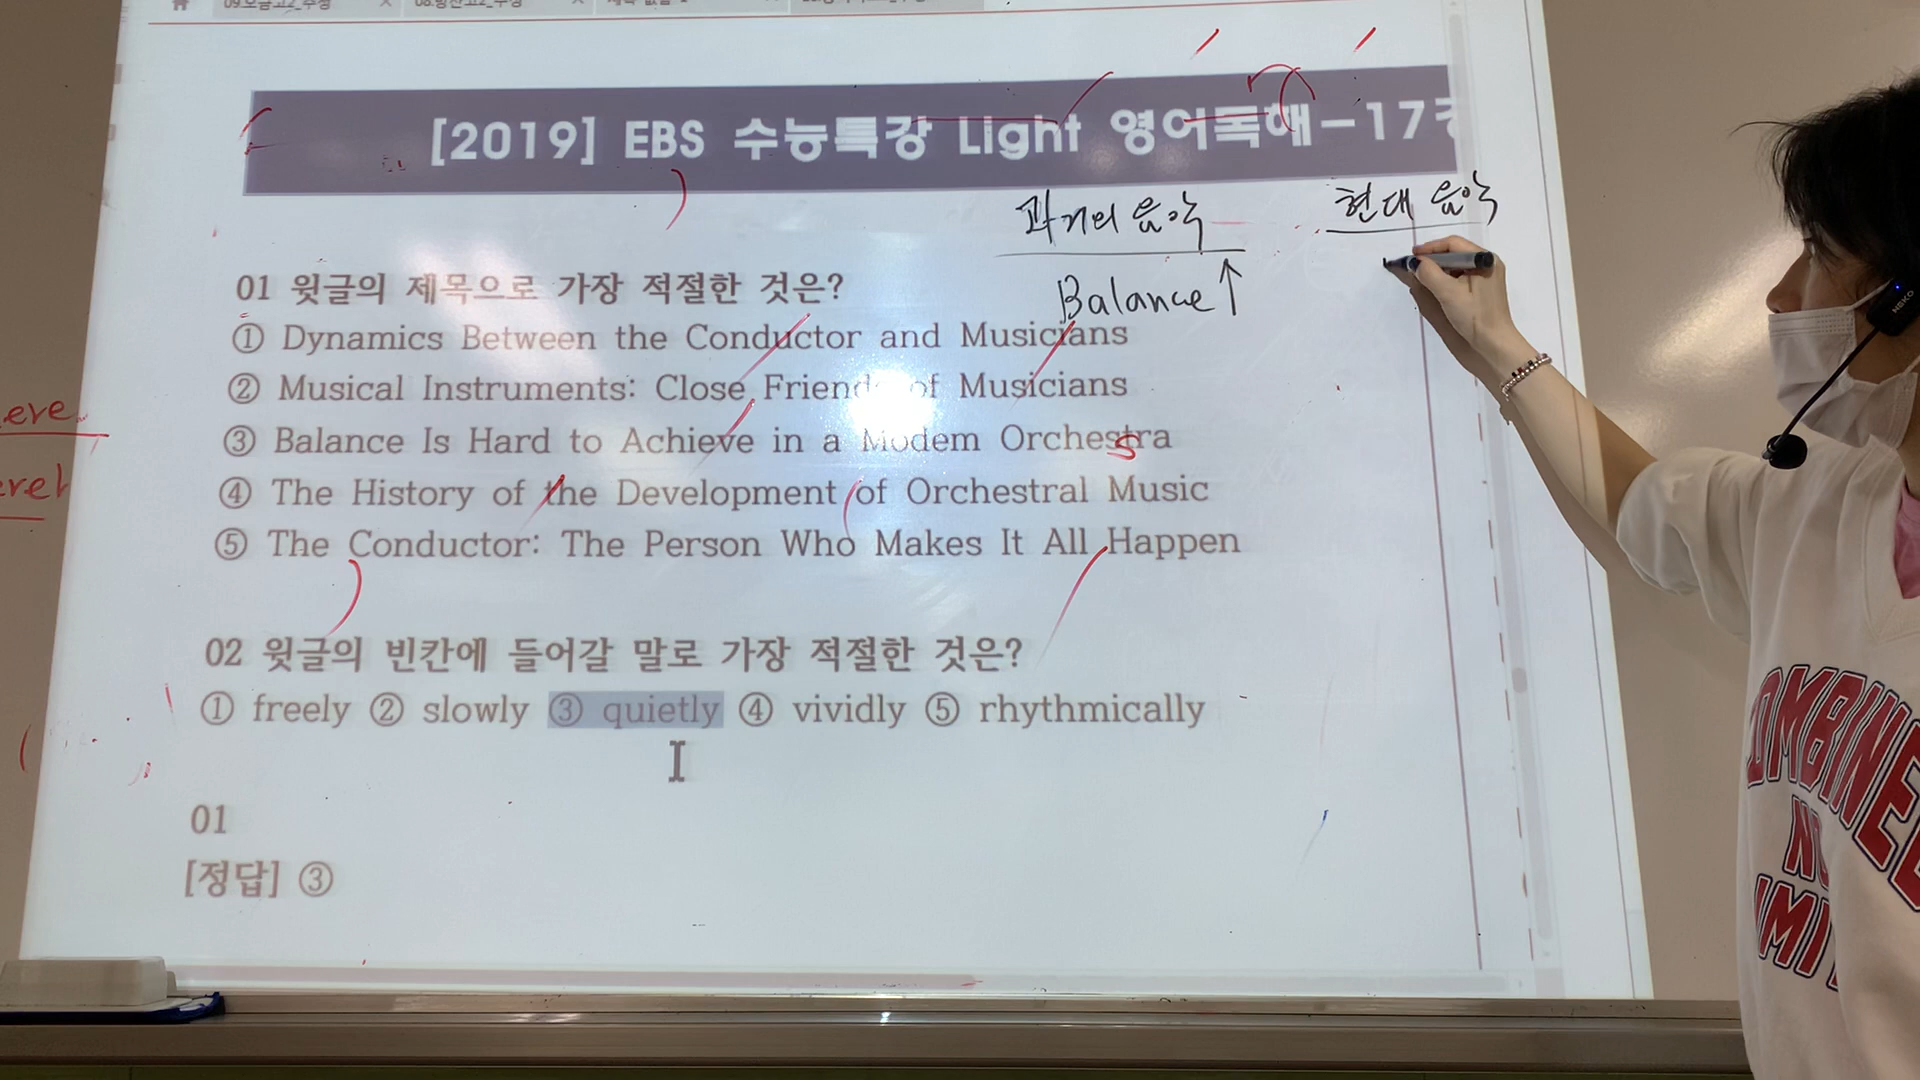 [2019] EBS 수능특강 Light 영어독해-17
과거의 음악
현대 음악
Balance↑
01 윗글의 제목으로 가장 적절한 것은?
① Dynamics Between the Conductor and Musicians
② Musical Instruments: Close Friend of Musicians
③ Balance Is Hard to Achieve in a Modem Orchestra
④ The History of the Development of Orchestral Music
⑤ The Conductor: The Person Who Makes It All Happen
02 윗글의 빈칸에 들어갈 말로 가장 적절한 것은?
① freely ② slowly ③ quietly ④ vividly ⑤ rhythmically
01
[정답] ③